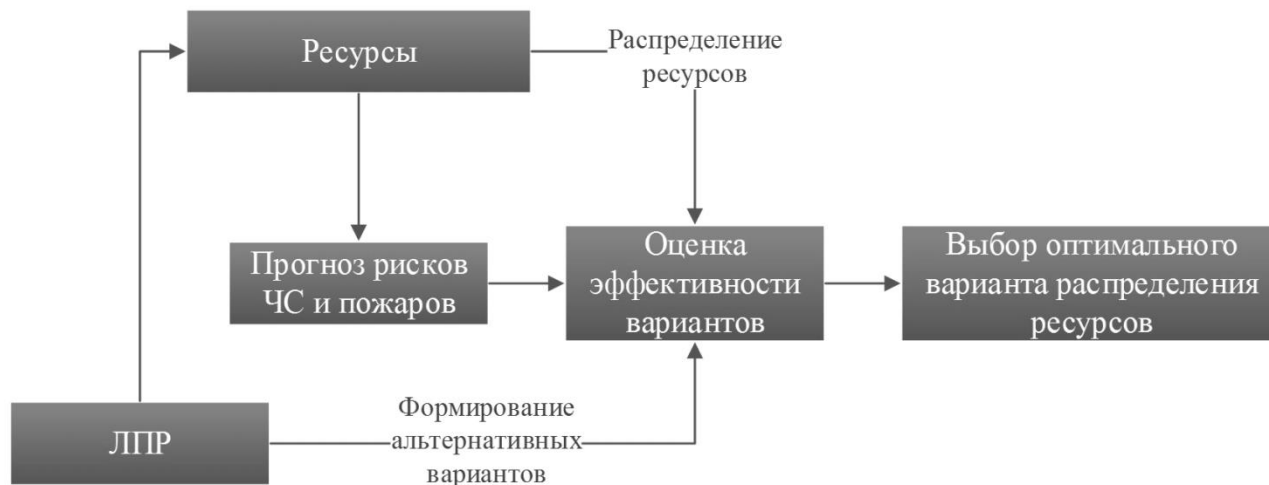 Ресурсы
Распределение
ресурсов
Прогноз рисков
ЧС и пожаров
Оценка
эффективности
вариантов
Выбор оптимального
варианта распределения
ресурсов
ЛПР
Формирование
альтернативных
вариантов